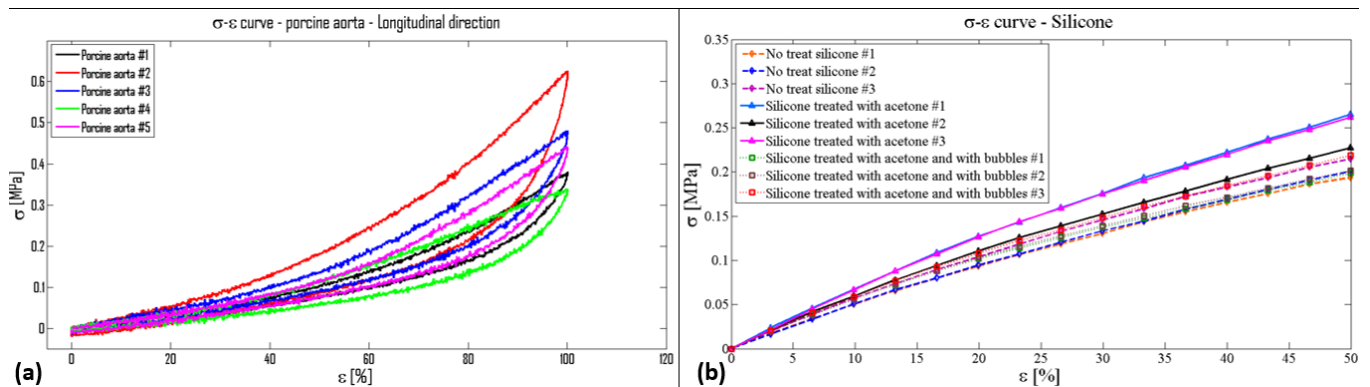 σ-ε curve - porcine aorta - Longitudinal direction
Porcine aorta #1
Porcine aorta #2
Porcine aorta #3
Porcine aorta #4
Porcine aorta #5
0.6
0.5
0.4
0.3
0.2
0.1
0
σ [MPa]
0 20 40 60 80 100 120
ε [%]
(a)
σ-ε curve - Silicone
No treat silicone #1
No treat silicone #2
No treat silicone #3
Silicone treated with acetone #1
Silicone treated with acetone #2
Silicone treated with acetone #3
Silicone treated with acetone and with bubbles #1
Silicone treated with acetone and with bubbles #2
Silicone treated with acetone and with bubbles #3
0.35
0.3
0.25
0.2
0.15
0.1
0.05
0
σ [MPa]
0 5 10 15 20 25 30 35 40 45 50
ε [%]
(b)